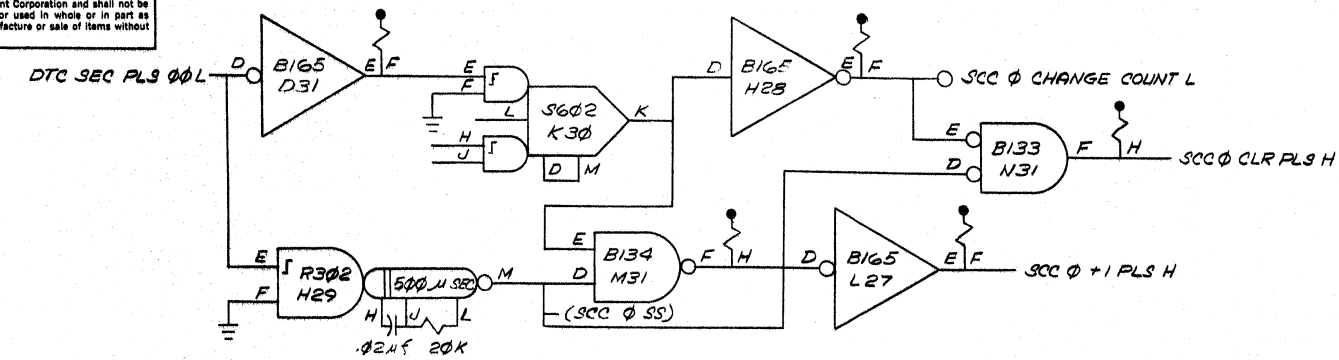 nt Corporation and shall not be
or used in whole or in part as
facture or sale of items without
DTC SEC PLS ØØ L
D
B165
D31
E F
E
F
L
H
J
S6Ø2
K3Ø
D M
K
D
B165
H28
E F
SCC Ø CHANGE COUNT L
E
D
B133
N31
F H
SCC Ø CLR PLS H
E
F
R3Ø2
H29
5ØØ µ SEC
M
H J L
.Ø2µf 2ØK
(SCC Ø SS)
E
D
B134
M31
F H
D
B165
L27
E F
SCC Ø +1 PLS H